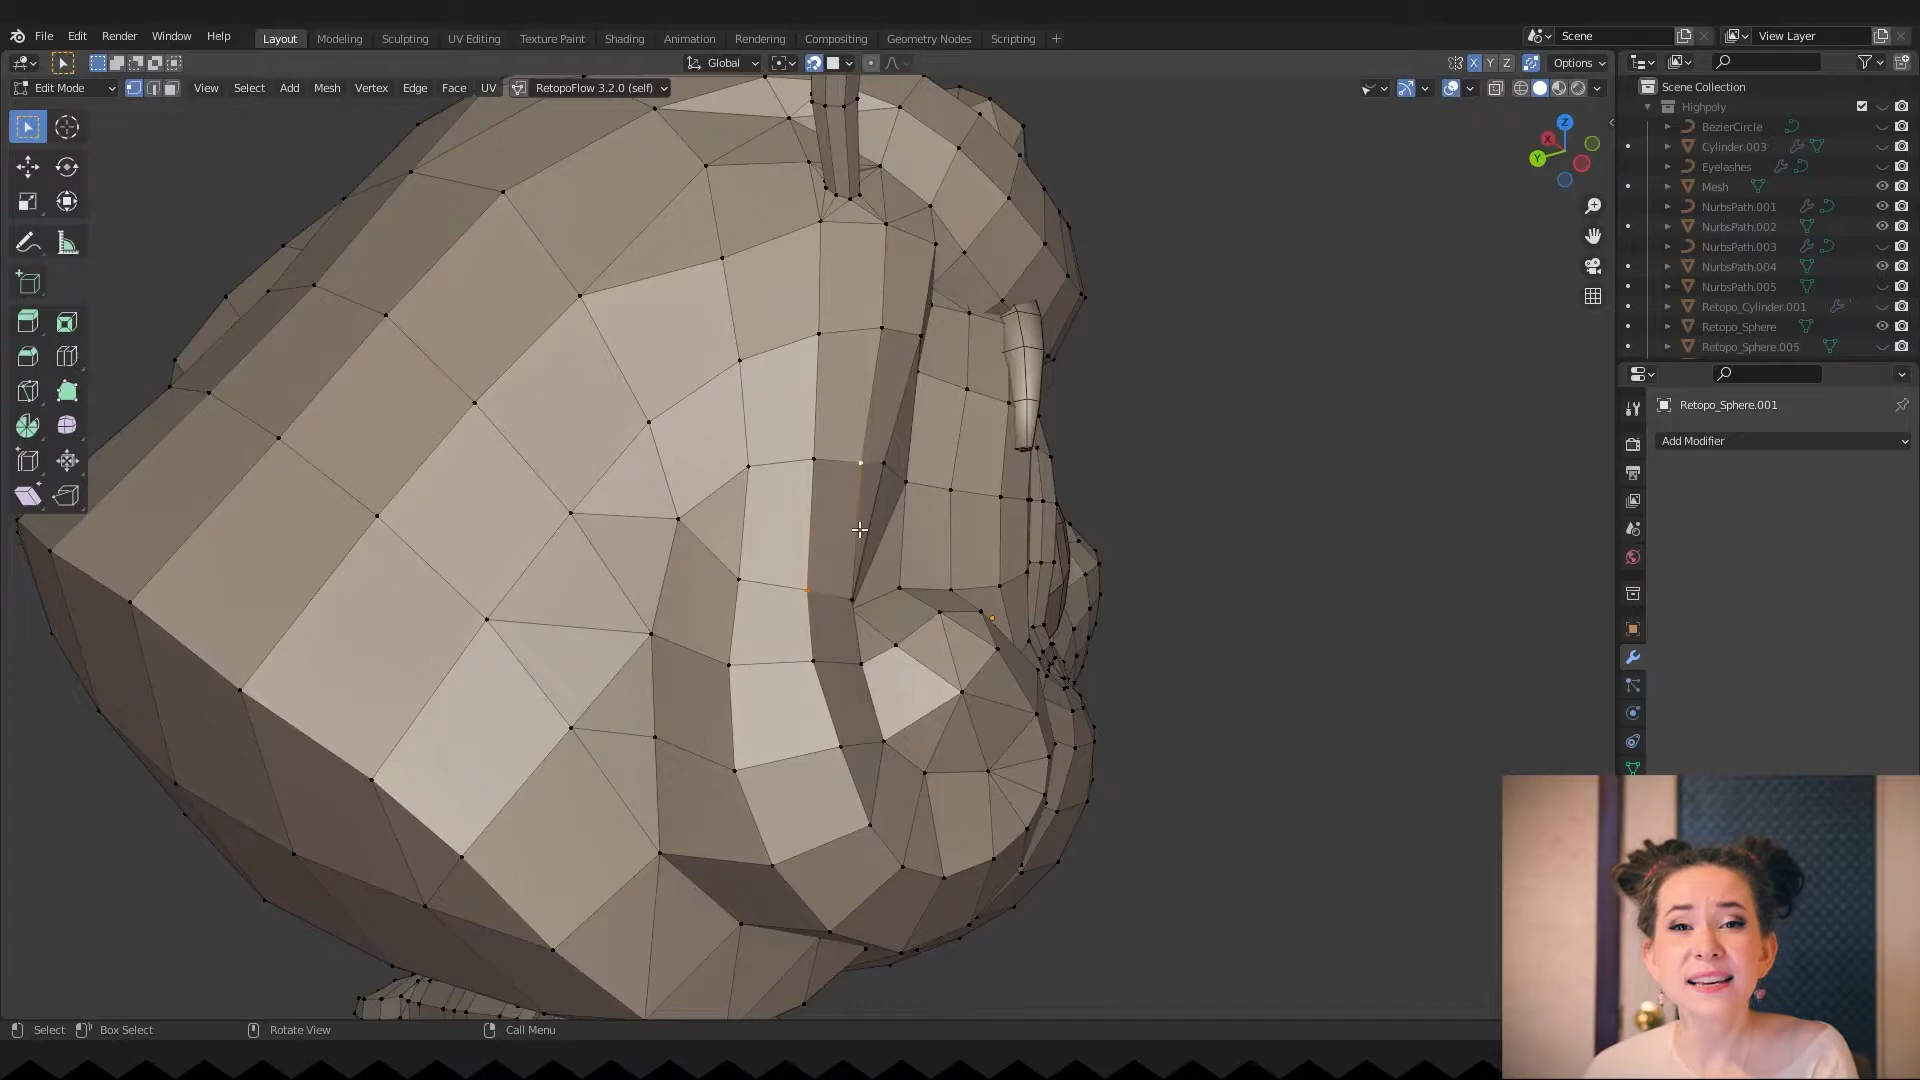 File Edit Render Window Help Layout Modeling Sculpting UV Editing Texture Paint Shading Animation Rendering Compositing Geometry Nodes Scripting + Scene View Layer
Global X Y Z Options
Edit Mode View Select Add Mesh Vertex Edge Face UV RetopoFlow 3.2.0 (self)
Scene Collection
Highpoly
BezierCircle
Cylinder.003
Eyelashes
Mesh
NurbsPath.001
NurbsPath.002
NurbsPath.003
NurbsPath.004
NurbsPath.005
Retopo_Cylinder.001
Retopo_Sphere
Retopo_Sphere.005
Z
X
Y
Retopo_Sphere.001
Add Modifier
Select Box Select Rotate View Call Menu